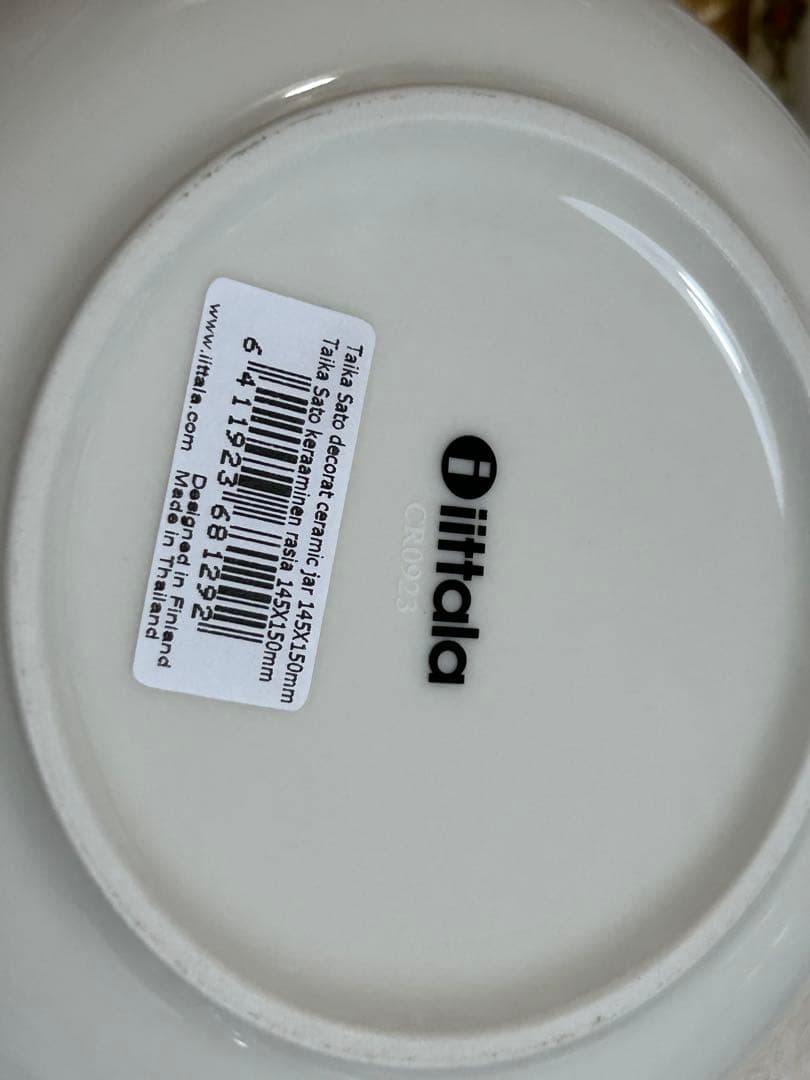 Taika Sato decorat ceramic jar 145X150mm
Taika Sato keraaminen rasia 145X150mm
6 411923 681292
Designed in Finland
www.iittala.com Made in Thailand
i iittala
CR0923